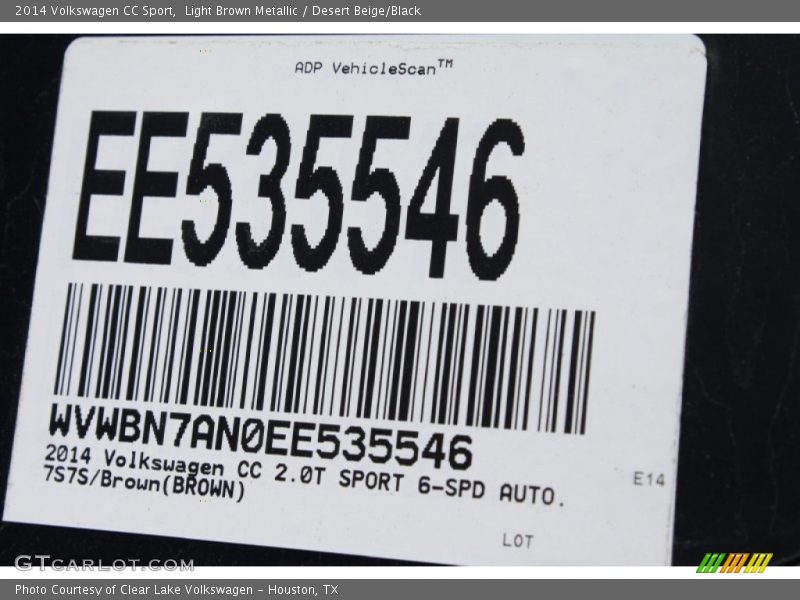 2014 Volkswagen CC Sport, Light Brown Metallic / Desert Beige/Black
ADP VehicleScan™
EE535546
WVWBN7AN0EE535546
2014 Volkswagen CC 2.0T SPORT 6-SPD AUTO.
7S7S/Brown(BROWN)
E14
LOT
GTCARLOT.COM
Photo Courtesy of Clear Lake Volkswagen – Houston, TX